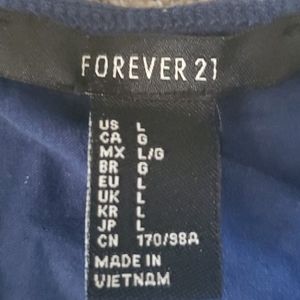 FOREVER 21
US L
CA G
MX L/G
BR G
EU L
UK L
KR L
JP L
CN 170/98A
MADE IN
VIETNAM